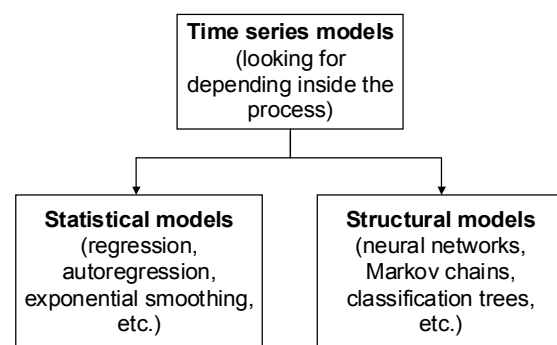 Time series models
(looking for
depending inside the
process)
Statistical models
(regression,
autoregression,
exponential smoothing,
etc.)
Structural models
(neural networks,
Markov chains,
classification trees,
etc.)